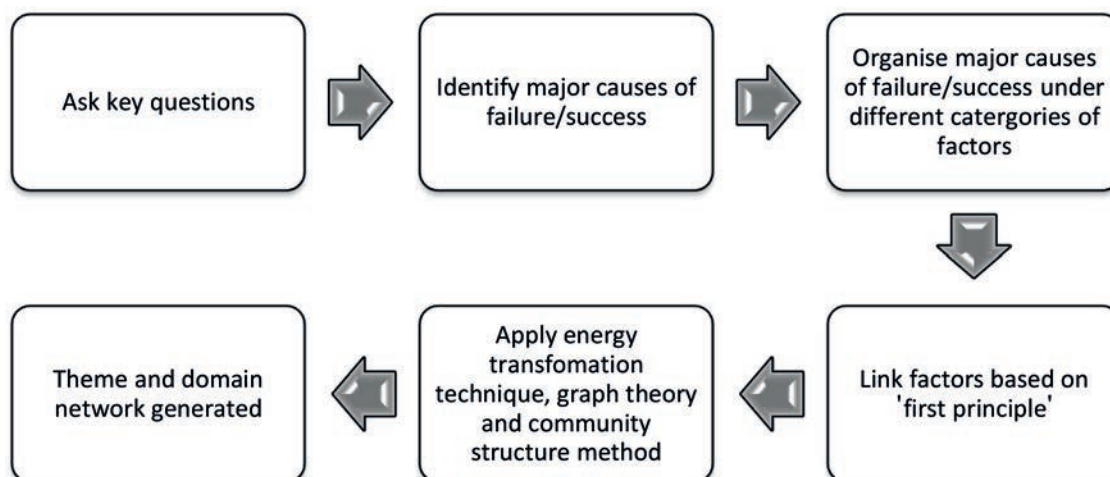 Ask key questions
Identify major causes of
failure/success
Organise major causes
of failure/success under
different catergories of
factors
Link factors based on
'first principle'
Apply energy
transfomation
technique, graph theory
and community
structure method
Theme and domain
network generated